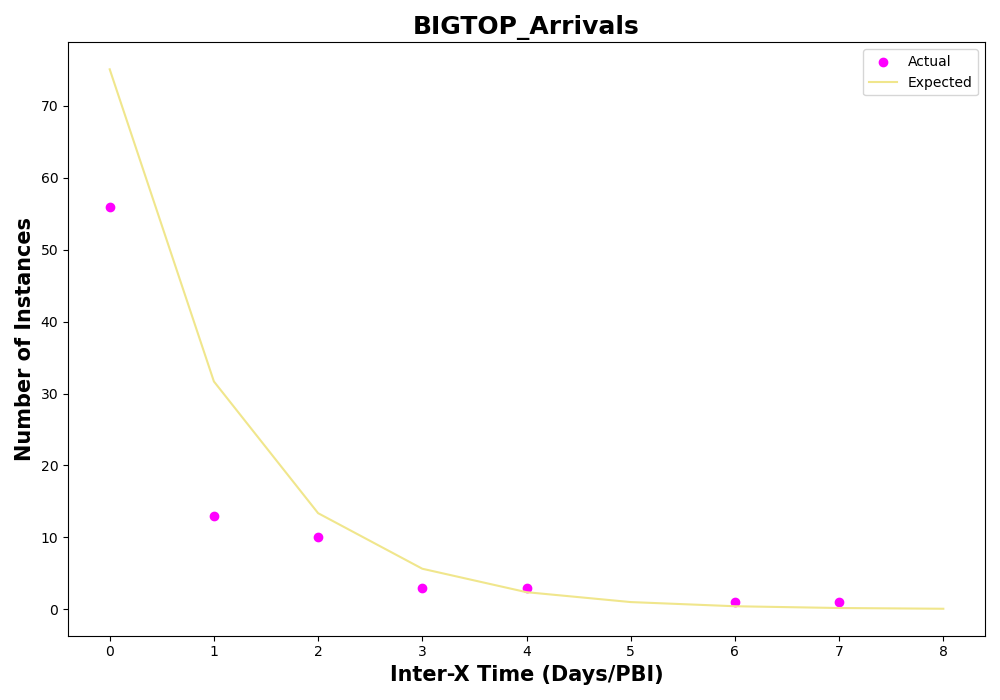 BIGTOP_Arrivals
Actual
Expected
Number of Instances
70
60
50
40
30
20
10
0
0 1 2 3 4 5 6 7 8
Inter-X Time (Days/PBI)